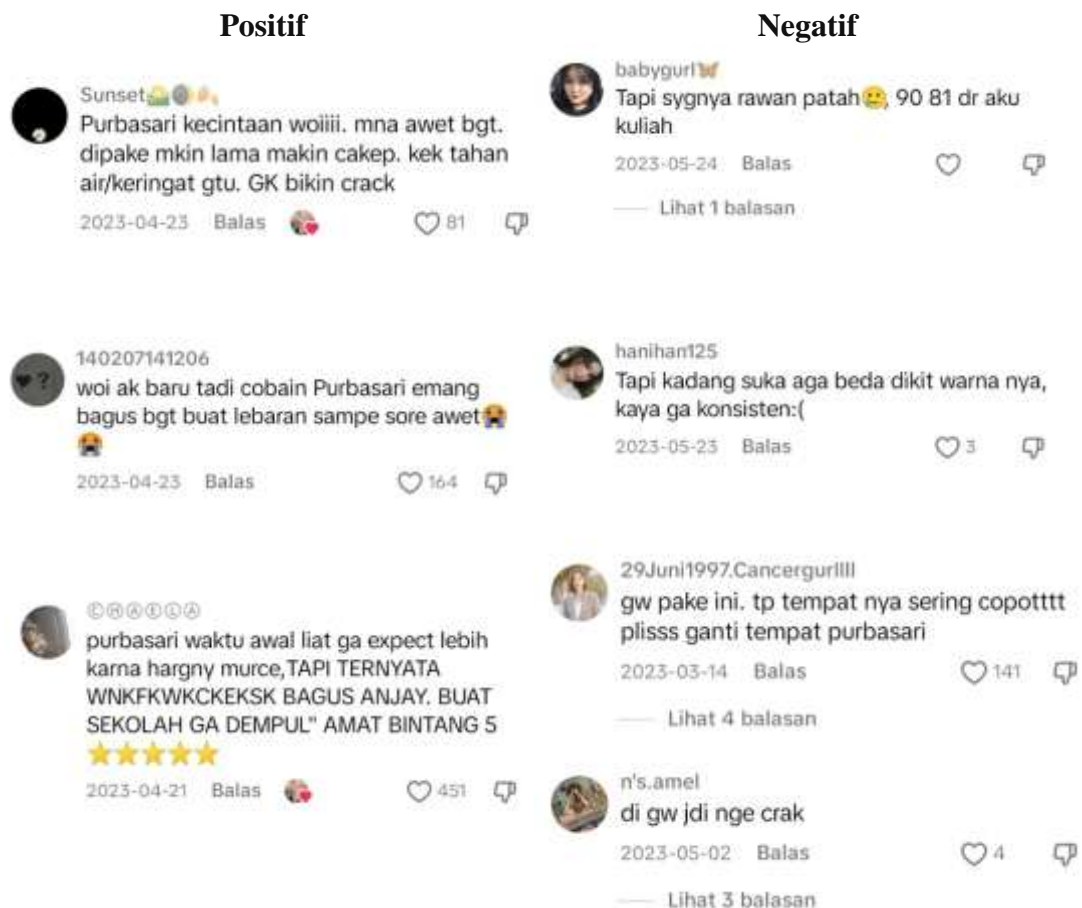 Positif
Sunset
Purbasari kecintaan woiiii. mna awet bgt.
dipake mkin lama makin cakep. kek tahan
air/keringat gtu. GK bikin crack
2023-04-23 Balas 81
140207141206
woi ak baru tadi cobain Purbasari emang
bagus bgt buat lebaran sampe sore awet😭
😭
2023-04-23 Balas 164
ⒸⒽⒶⒺⓁⒶ
purbasari waktu awal liat ga expect lebih
karna hargny murce,TAPI TERNYATA
WNKFKWKCKEKSK BAGUS ANJAY. BUAT
SEKOLAH GA DEMPUL" AMAT BINTANG 5
⭐⭐⭐⭐⭐
2023-04-21 Balas 451
Negatif
babygurl🦋
Tapi sygnya rawan patah🥲, 90 81 dr aku
kuliah
2023-05-24 Balas
Lihat 1 balasan
hanihan125
Tapi kadang suka aga beda dikit warna nya,
kaya ga konsisten:(
2023-05-23 Balas 3
29Juni1997.Cancergurllll
gw pake ini. tp tempat nya sering copotttt
plisss ganti tempat purbasari
2023-03-14 Balas 141
Lihat 4 balasan
n's.amel
di gw jdi nge crak
2023-05-02 Balas 4
Lihat 3 balasan